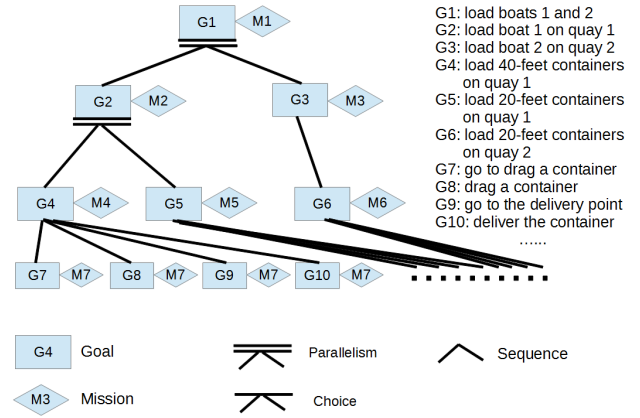 G1
M1
G1: load boats 1 and 2
G2: load boat 1 on quay 1
G3: load boat 2 on quay 2
G4: load 40-feet containers
on quay 1
G5: load 20-feet containers
on quay 1
G6: load 20-feet containers
on quay 2
G7: go to drag a container
G8: drag a container
G9: go to the delivery point
G10: deliver the container
......
G2
M2
G3
M3
G4
M4
G5
M5
G6
M6
G7
M7
G8
M7
G9
M7
G10
M7
G4
Goal
Parallelism
Sequence
M3
Mission
Choice